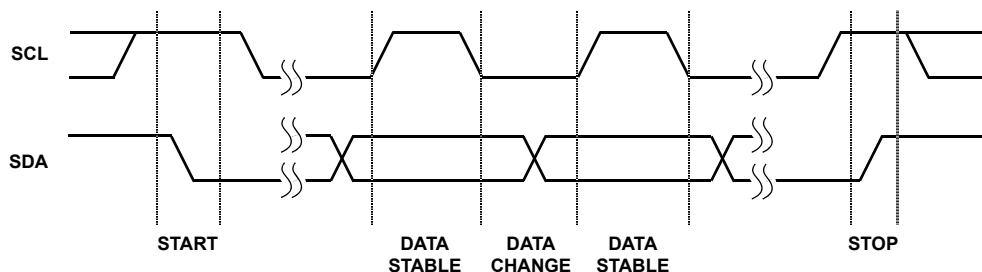 SCL
SDA
START
DATA
STABLE
DATA
CHANGE
DATA
STABLE
STOP